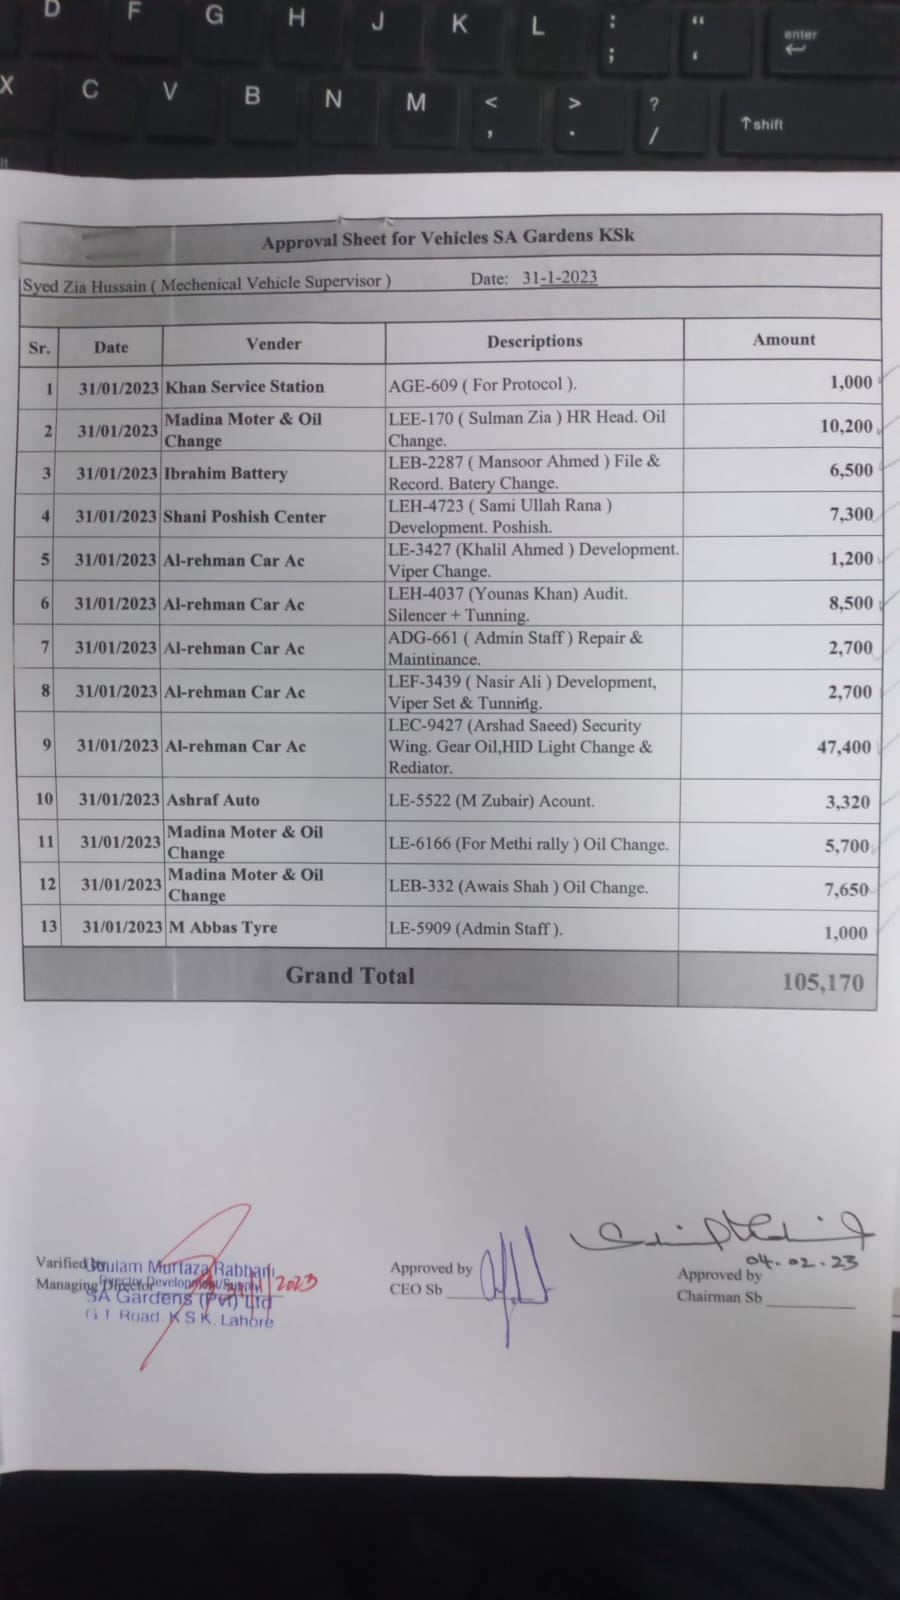 D F G H J K L : ; “ ‘ enter
X C V B N M < , > . ? / shift
Approval Sheet for Vehicles SA Gardens KSk
Syed Zia Hussain ( Mechenical Vehicle Supervisor ) Date: 31-1-2023
Sr. Date Vender Descriptions Amount
1 31/01/2023 Khan Service Station AGE-609 ( For Protocol ). 1,000
2 31/01/2023 Madina Moter & Oil Change LEE-170 ( Sulman Zia ) HR Head. Oil Change. 10,200
3 31/01/2023 Ibrahim Battery LEB-2287 ( Mansoor Ahmed ) File & Record. Batery Change. 6,500
4 31/01/2023 Shani Poshish Center LEH-4723 ( Sami Ullah Rana ) Development. Poshish. 7,300
5 31/01/2023 Al-rehman Car Ac LE-3427 (Khalil Ahmed ) Development. Viper Change. 1,200
6 31/01/2023 Al-rehman Car Ac LEH-4037 (Younas Khan) Audit. Silencer + Tunning. 8,500
7 31/01/2023 Al-rehman Car Ac ADG-661 ( Admin Staff ) Repair & Maintinance. 2,700
8 31/01/2023 Al-rehman Car Ac LEF-3439 ( Nasir Ali ) Development, Viper Set & Tunning. 2,700
9 31/01/2023 Al-rehman Car Ac LEC-9427 (Arshad Saeed) Security Wing. Gear Oil,HID Light Change & Rediator. 47,400
10 31/01/2023 Ashraf Auto LE-5522 (M Zubair) Acount. 3,320
11 31/01/2023 Madina Moter & Oil Change LE-6166 (For Methi rally ) Oil Change. 5,700
12 31/01/2023 Madina Moter & Oil Change LEB-332 (Awais Shah ) Oil Change. 7,650
13 31/01/2023 M Abbas Tyre LE-5909 (Admin Staff ). 1,000
Grand Total 105,170
04.02.23
Varified by
Managing Director
Gulam Murtaza Rabbani
Director Development
SA Gardens (Pvt) Ltd
G T Road, K S K, Lahore
2023
Approved by
CEO Sb
Approved by
Chairman Sb